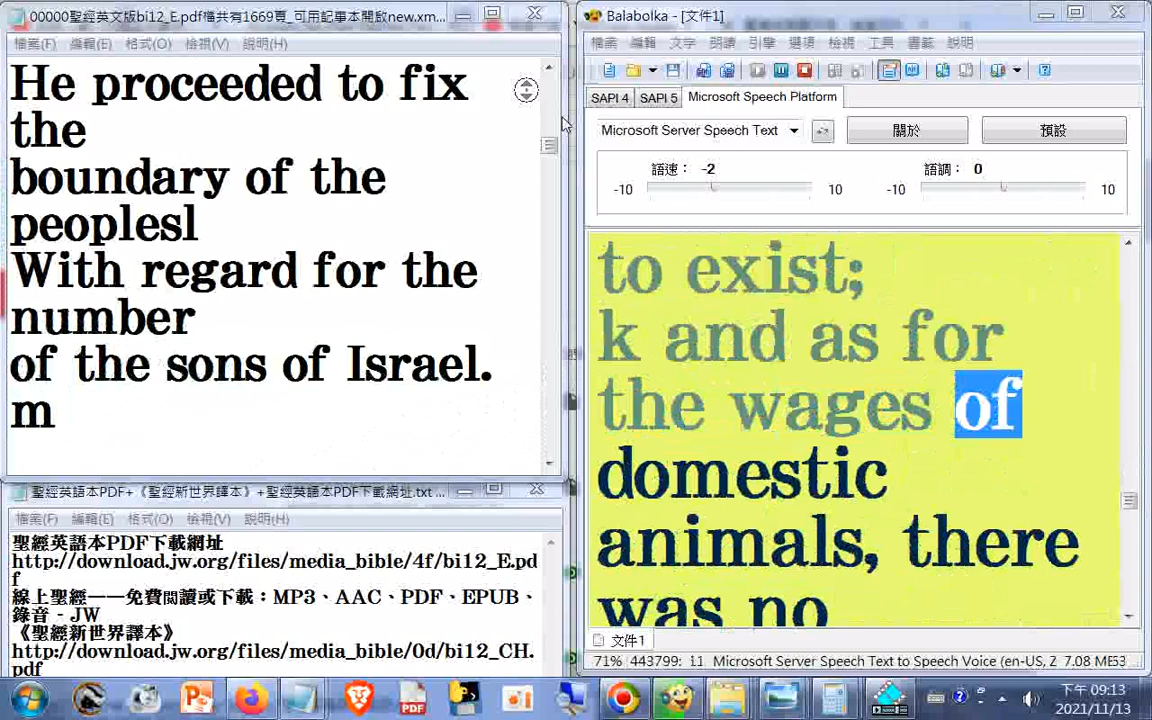 00000聖經英文版bi12_E.pdf檔共有1669頁_可用記事本開啟new.xm...
檔案(F) 編輯(E) 格式(O) 檢視(V) 說明(H)
He proceeded to fix
the
boundary of the
peoplesl
With regard for the
number
of the sons of Israel.
m
聖經英語本PDF+《聖經新世界譯本》+聖經英語本PDF下載網址.txt ...
檔案(F) 編輯(E) 格式(O) 檢視(V) 說明(H)
聖經英語本PDF下載網址
http://download.jw.org/files/media_bible/4f/bi12_E.pd
f
線上聖經——免費閱讀或下載：MP3、AAC、PDF、EPUB、
錄音 - JW
《聖經新世界譯本》
http://download.jw.org/files/media_bible/0d/bi12_CH.
pdf
Balabolka - [文件1]
檔案 編輯 文字 朗讀 引擎 選項 檢視 工具 書籤 說明
SAPI 4 SAPI 5 Microsoft Speech Platform
Microsoft Server Speech Text 關於 預設
語速： -2 語調： 0
-10 10 -10 10
to exist;
k and as for
the wages of
domestic
animals, there
was no
文件1
71% 443799: 11 Microsoft Server Speech Text to Speech Voice (en-US, Z 7.08 ME53
下午 09:13
2021/11/13